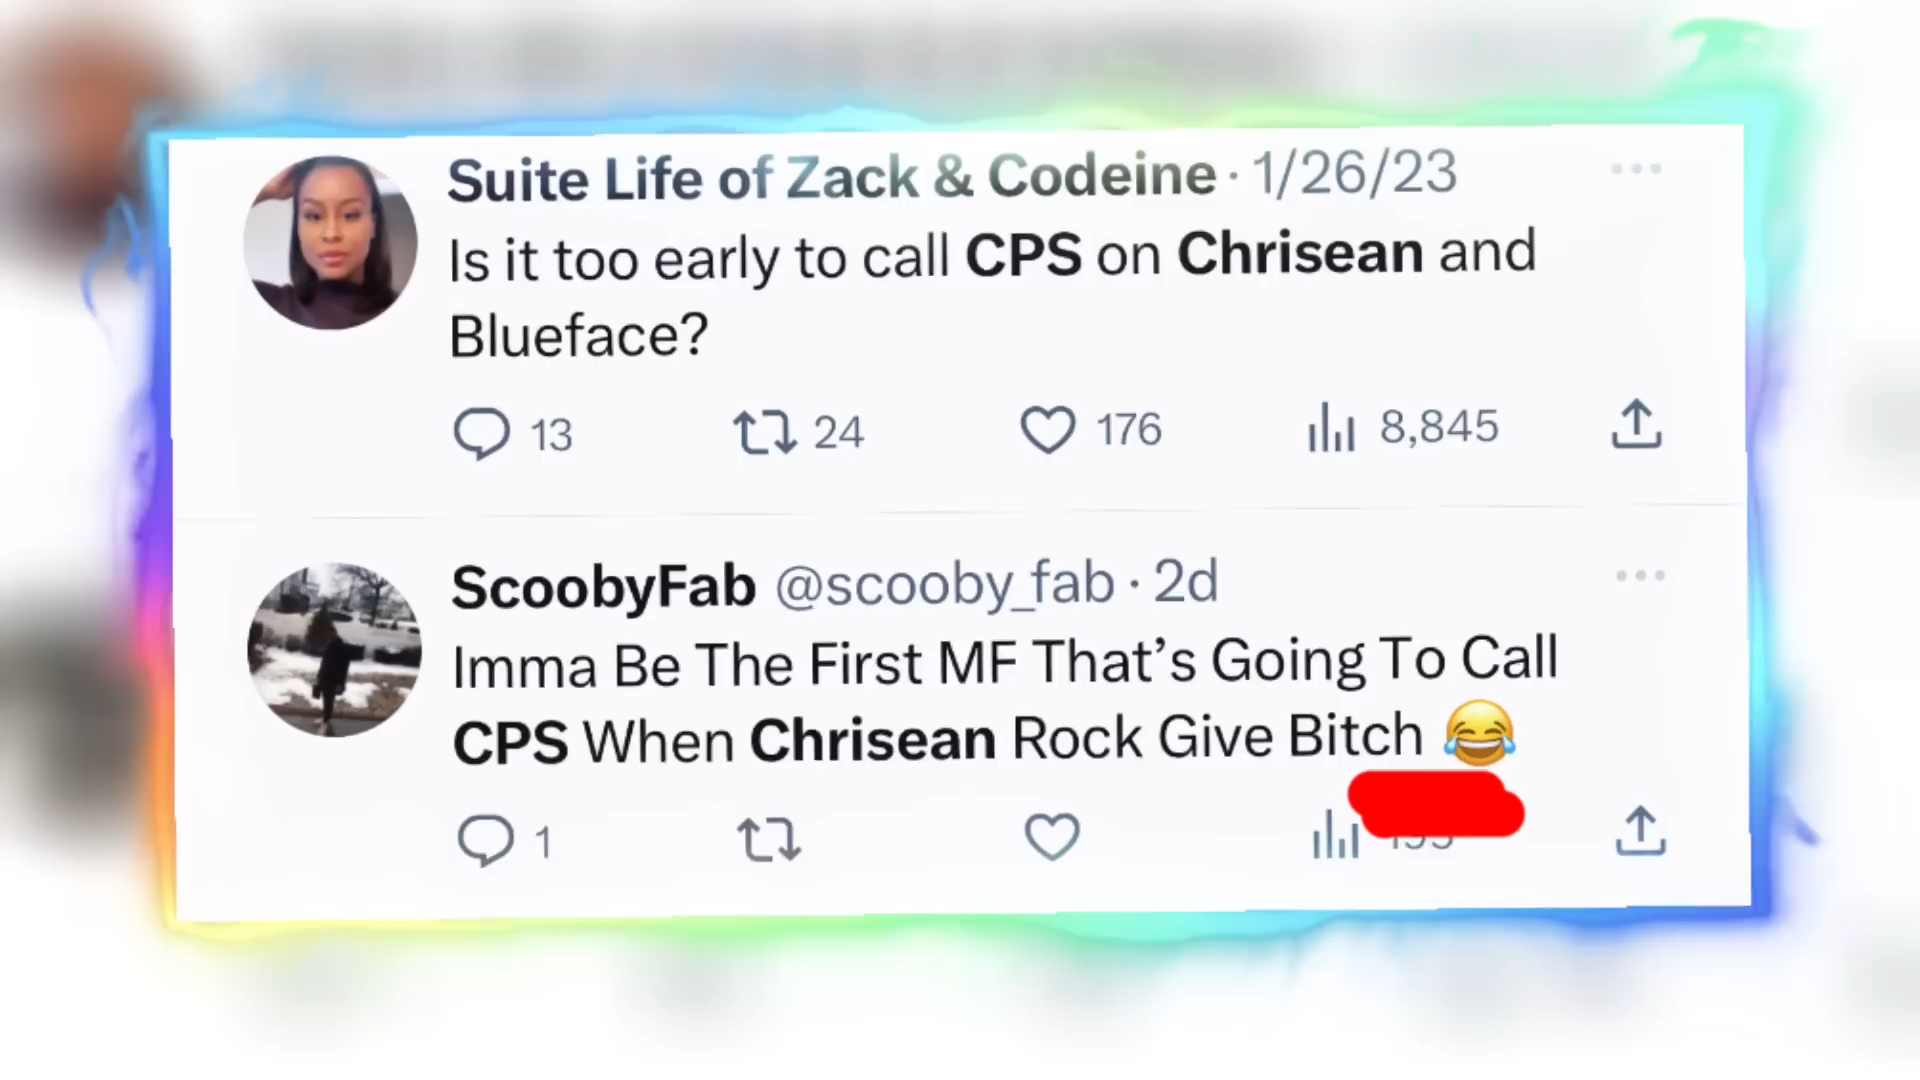 Suite Life of Zack & Codeine · 1/26/23
Is it too early to call CPS on Chrisean and
Blueface?
13 24 176 8,845
ScoobyFab @scooby_fab · 2d
Imma Be The First MF That’s Going To Call
CPS When Chrisean Rock Give Bitch 😂
1